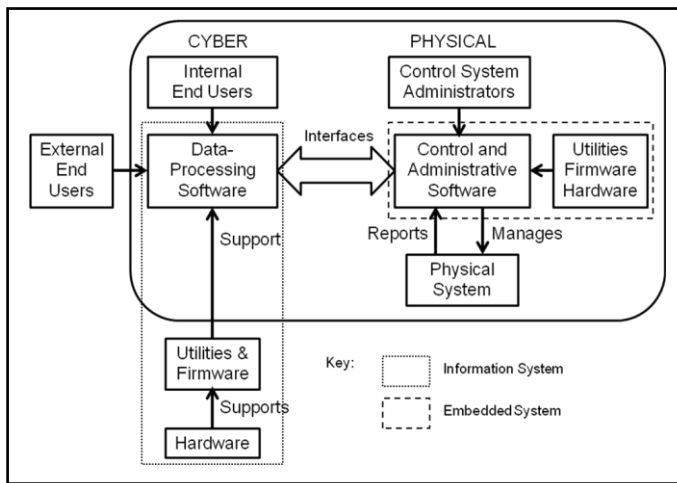 CYBER
PHYSICAL
Internal
End Users
Control System
Administrators
External
End
Users
Data-
Processing
Software
Interfaces
Control and
Administrative
Software
Utilities
Firmware
Hardware
Support
Reports
Manages
Physical
System
Utilities &
Firmware
Supports
Hardware
Key:
Information System
Embedded System